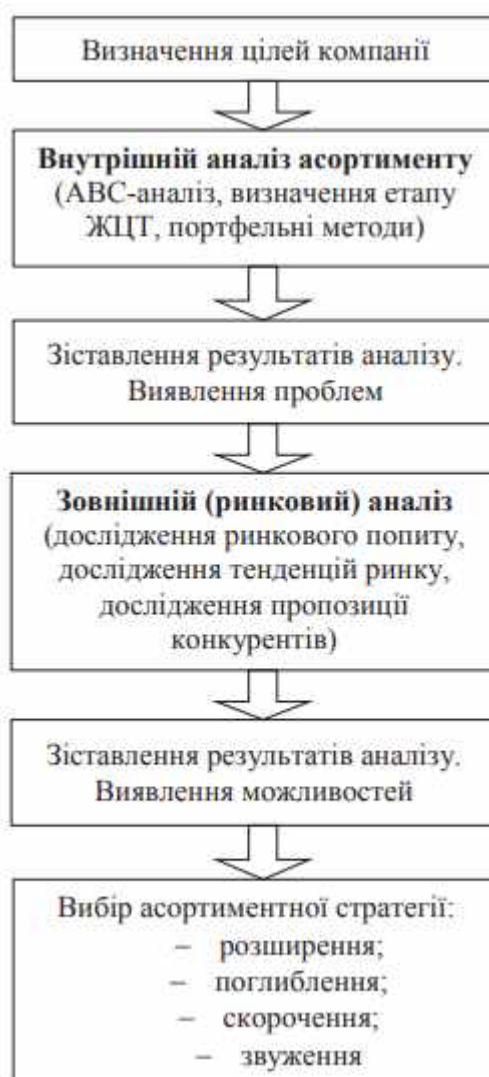 Визначення цілей компанії
Внутрішній аналіз асортименту
(АВС-аналіз, визначення етапу
ЖЦТ, портфельні методи)
Зіставлення результатів аналізу.
Виявлення проблем
Зовнішній (ринковий) аналіз
(дослідження ринкового попиту,
дослідження тенденцій ринку,
дослідження пропозиції
конкурентів)
Зіставлення результатів аналізу.
Виявлення можливостей
Вибір асортиментної стратегії:
– розширення;
– поглиблення;
– скорочення;
– звуження